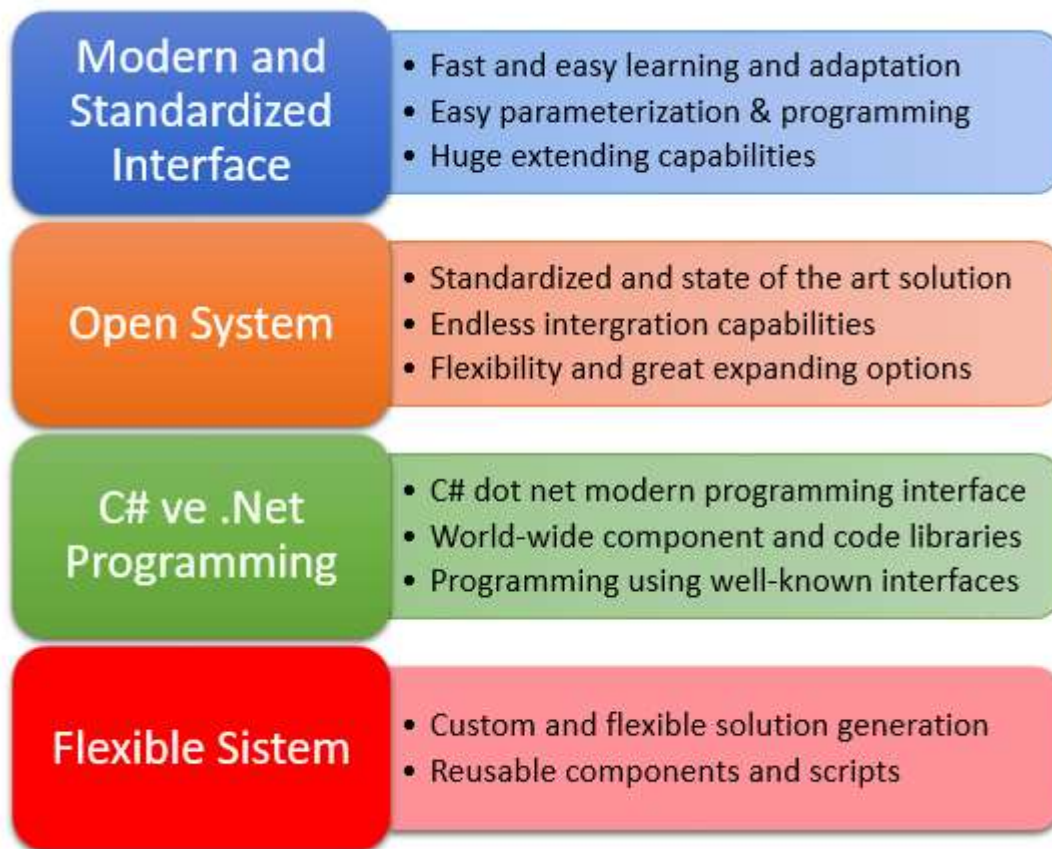 Modern and
Standardized
Interface
• Fast and easy learning and adaptation
• Easy parameterization & programming
• Huge extending capabilities
Open System
• Standardized and state of the art solution
• Endless intergration capabilities
• Flexibility and great expanding options
C# ve .Net
Programming
• C# dot net modern programming interface
• World-wide component and code libraries
• Programming using well-known interfaces
Flexible Sistem
• Custom and flexible solution generation
• Reusable components and scripts